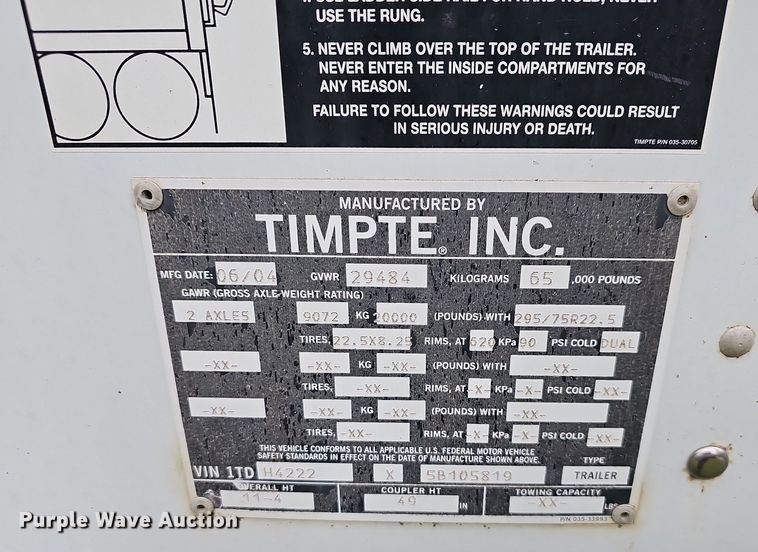 USE THE RUNG.
5. NEVER CLIMB OVER THE TOP OF THE TRAILER.
NEVER ENTER THE INSIDE COMPARTMENTS FOR
ANY REASON.
FAILURE TO FOLLOW THESE WARNINGS COULD RESULT
IN SERIOUS INJURY OR DEATH.
TIMPTE P/N 035-30705
MANUFACTURED BY
TIMPTE® INC.
MFG DATE: 06/04 GVWR 29484 KILOGRAMS 65 ,000 POUNDS
GAWR (GROSS AXLE WEIGHT RATING)
2 AXLES 9072 KG 20000 (POUNDS) WITH 295/75R22.5
TIRES, 22.5X8.25 RIMS, AT 620 KPa 90 PSI COLD DUAL
-XX- -XX- KG -XX- (POUNDS) WITH -XX-
TIRES, -XX- RIMS, AT -X- KPa -X- PSI COLD -XX-
-XX- -XX- KG -XX- (POUNDS) WITH -XX-
TIRES, -XX- RIMS, AT -X- KPa -X- PSI COLD -XX-
THIS VEHICLE CONFORMS TO ALL APPLICABLE U.S. FEDERAL MOTOR VEHICLE
SAFETY STANDARDS IN EFFECT ON THE DATE OF MANUFACTURE SHOWN ABOVE. TYPE
VIN 1TD H4222 X 5B105819 TRAILER
OVERALL HT COUPLER HT TOWING CAPACITY
11-4 49 IN -XX- LBS
P/N 035-33993
Purple Wave Auction